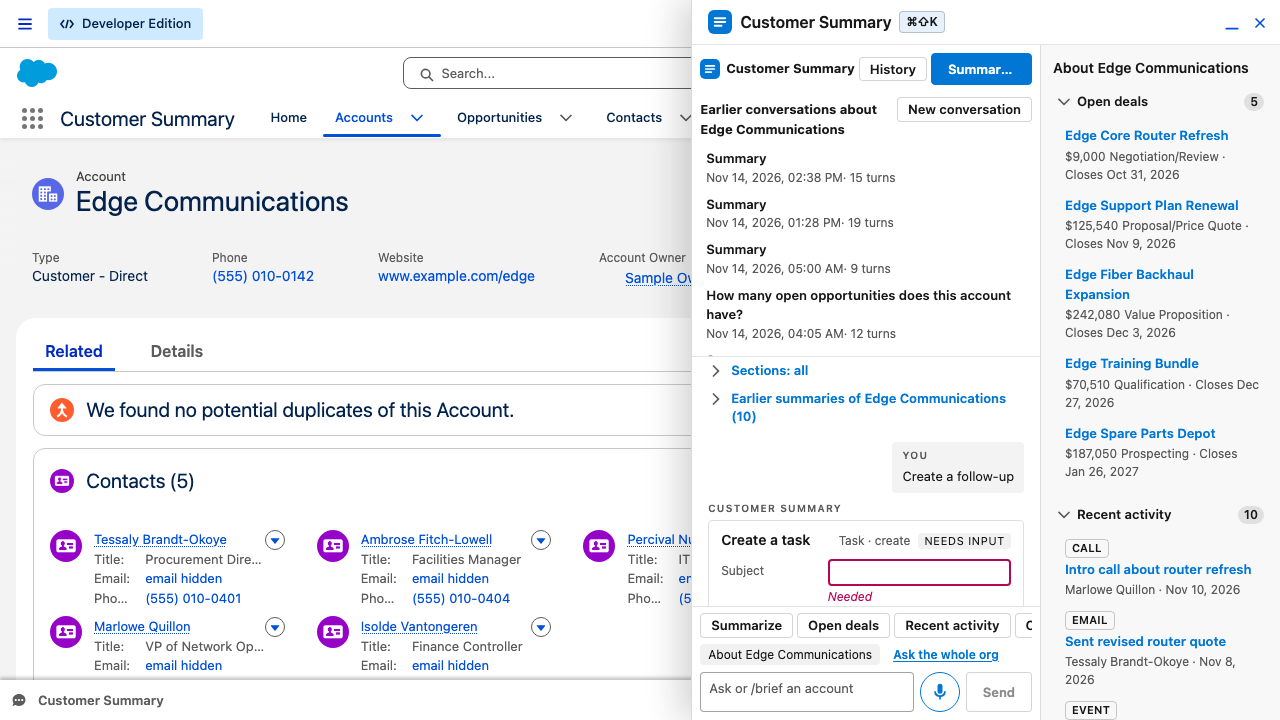 Developer Edition
Search...
Customer Summary
Home
Accounts
Opportunities
Contacts
Account
Edge Communications
Type
Customer - Direct
Phone
(555) 010-0142
Website
www.example.com/edge
Account Owner
Sample Ow
Related
Details
We found no potential duplicates of this Account.
Contacts (5)
Tessaly Brandt-Okoye
Title: Procurement Dire...
Email: email hidden
Pho... (555) 010-0401
Ambrose Fitch-Lowell
Title: Facilities Manager
Email: email hidden
Pho... (555) 010-0404
Percival Nu
Title: IT
Email: en
Pho... (5
Marlowe Quillon
Title: VP of Network Op...
Email: email hidden
Isolde Vantongeren
Title: Finance Controller
Email: email hidden
Customer Summary
Customer Summary ⌘⇧K
Customer Summary
History
Summar...
Earlier conversations about
Edge Communications
New conversation
Summary
Nov 14, 2026, 02:38 PM· 15 turns
Summary
Nov 14, 2026, 01:28 PM· 19 turns
Summary
Nov 14, 2026, 05:00 AM· 9 turns
How many open opportunities does this account
have?
Nov 14, 2026, 04:05 AM· 12 turns
Sections: all
Earlier summaries of Edge Communications
(10)
YOU
Create a follow-up
CUSTOMER SUMMARY
Create a task
Task · create
NEEDS INPUT
Subject
Needed
Summarize
Open deals
Recent activity
About Edge Communications
Ask the whole org
Ask or /brief an account
Send
About Edge Communications
Open deals 5
Edge Core Router Refresh
$9,000 Negotiation/Review ·
Closes Oct 31, 2026
Edge Support Plan Renewal
$125,540 Proposal/Price Quote ·
Closes Nov 9, 2026
Edge Fiber Backhaul
Expansion
$242,080 Value Proposition ·
Closes Dec 3, 2026
Edge Training Bundle
$70,510 Qualification · Closes Dec
27, 2026
Edge Spare Parts Depot
$187,050 Prospecting · Closes
Jan 26, 2027
Recent activity 10
CALL
Intro call about router refresh
Marlowe Quillon · Nov 10, 2026
EMAIL
Sent revised router quote
Tessaly Brandt-Okoye · Nov 8,
2026
EVENT